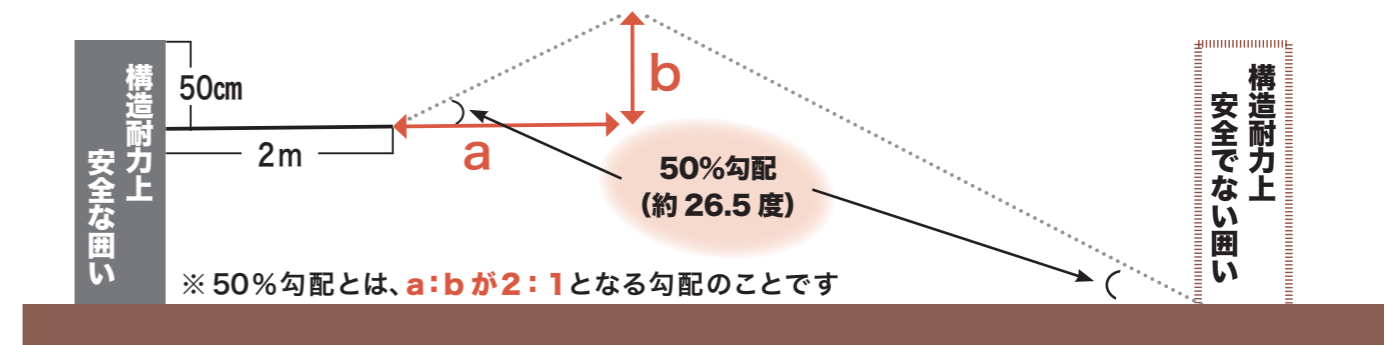 構造耐力上
安全な囲い
50cm
2m
a
b
50%勾配
(約 26.5 度)
※ 50%勾配とは、a:b が2：1となる勾配のことです
構造耐力上
安全でない囲い